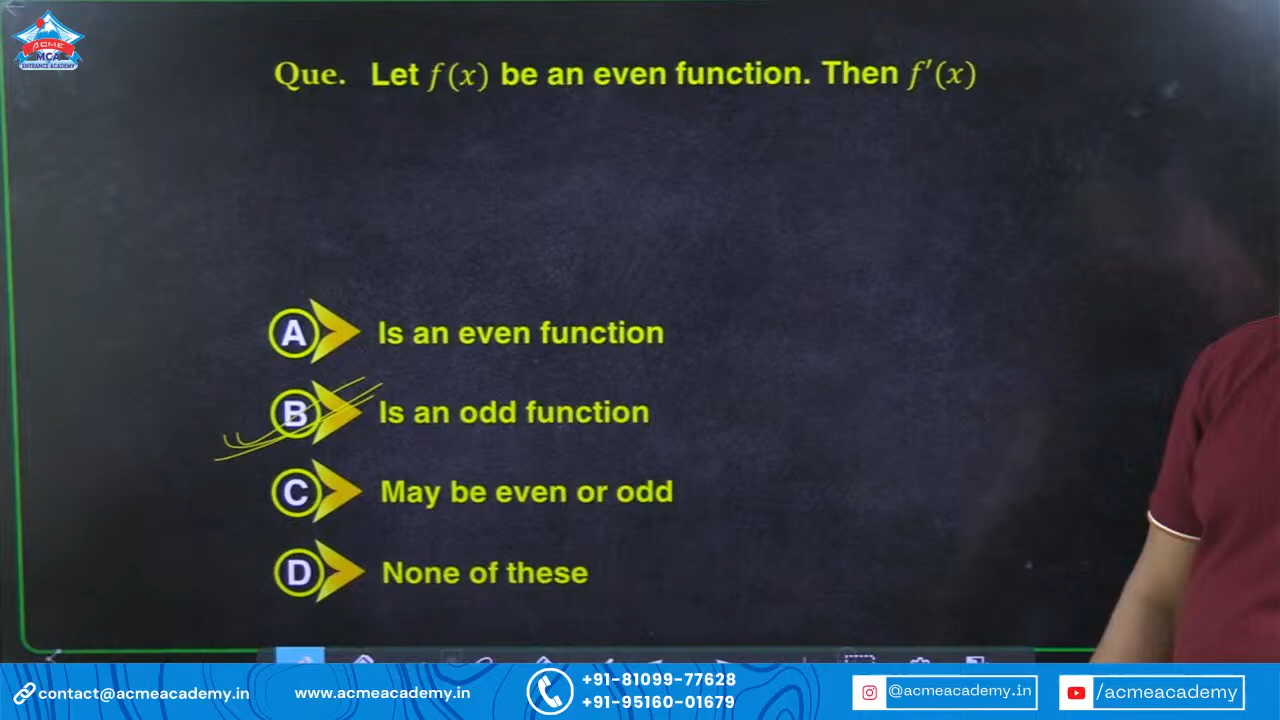 ACME
MCA
ENTRANCE ACADEMY
Que. Let f(x) be an even function. Then f'(x)
A Is an even function
B Is an odd function
C May be even or odd
D None of these
contact@acmeacademy.in
www.acmeacademy.in
+91-81099-77628
+91-95160-01679
@acmeacademy.in
/acmeacademy